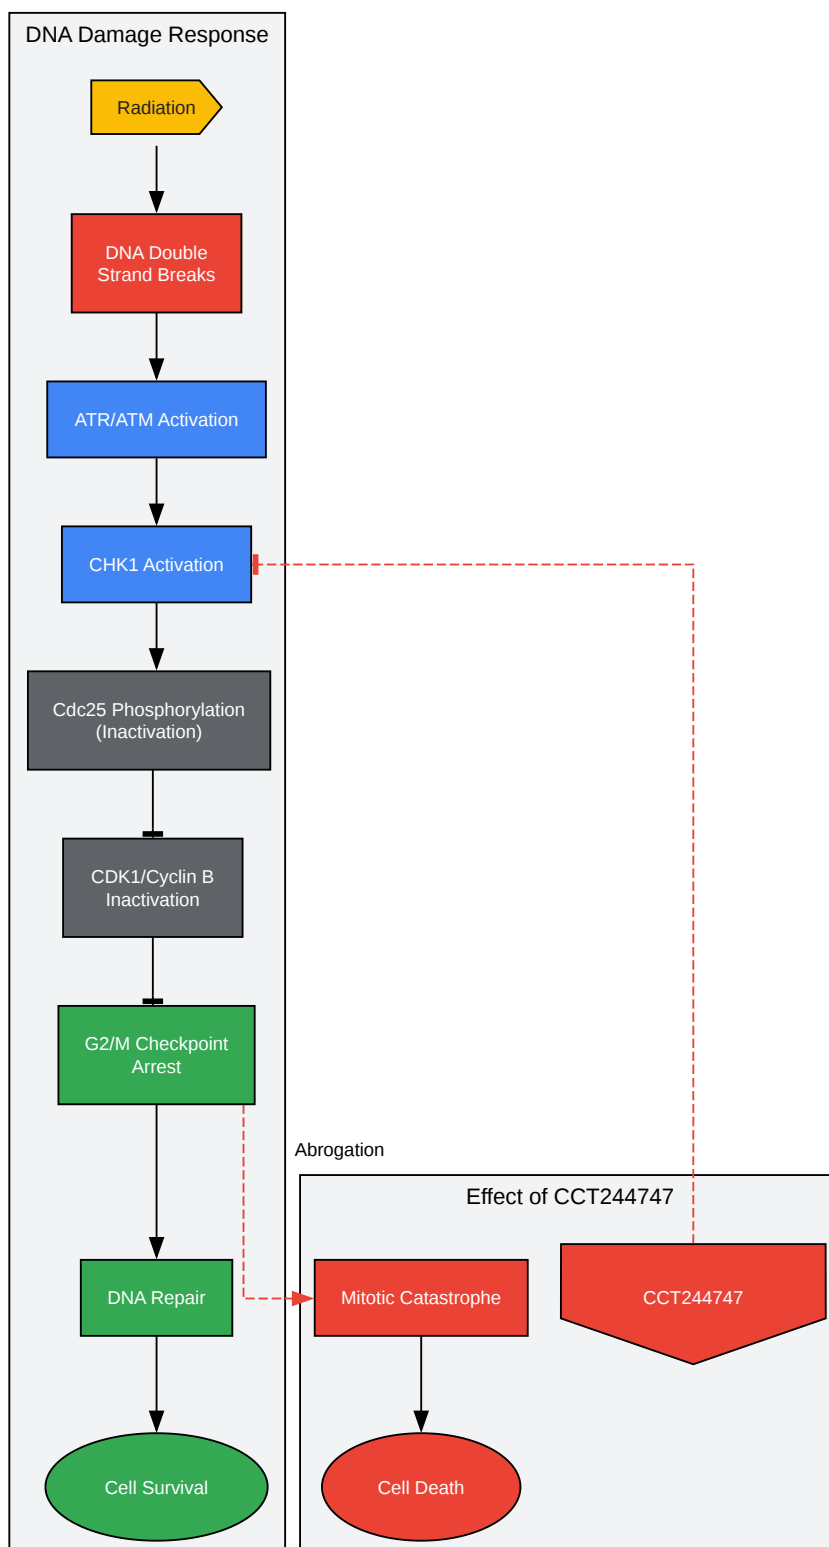 DNA Damage Response
Radiation
DNA Double
Strand Breaks
ATR/ATM Activation
CHK1 Activation
Cdc25 Phosphorylation
(Inactivation)
CDK1/Cyclin B
Inactivation
G2/M Checkpoint
Arrest
Abrogation
Effect of CCT244747
DNA Repair
Mitotic Catastrophe
CCT244747
Cell Survival
Cell Death